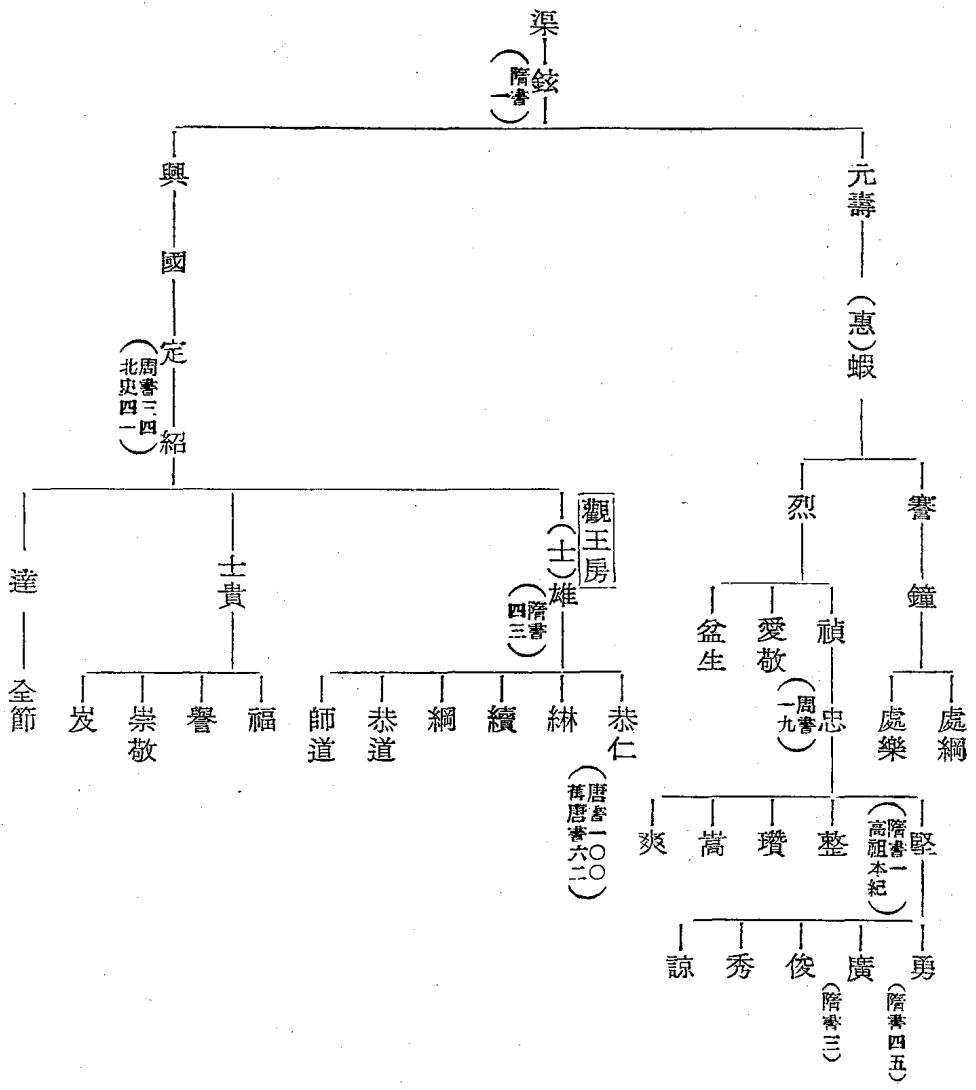 渠
鉉
(隋書一)
元壽
(惠)蝦
謇
鐘
處綱
處樂
烈
禎
愛敬
盆生
忠
(周書一九)
堅
(隋書一高祖本紀)
整
瓚
嵩
爽
勇
(隋書四五)
廣
(隋書三)
俊
秀
諒
興
國
定
(周書三四
北史四一)
紹
觀王房
(士)雄
(隋書四三)
恭仁
(唐書一〇〇
舊唐書六二)
綝
續
綱
恭道
師道
士貴
福
譽
崇敬
岌
達
全節